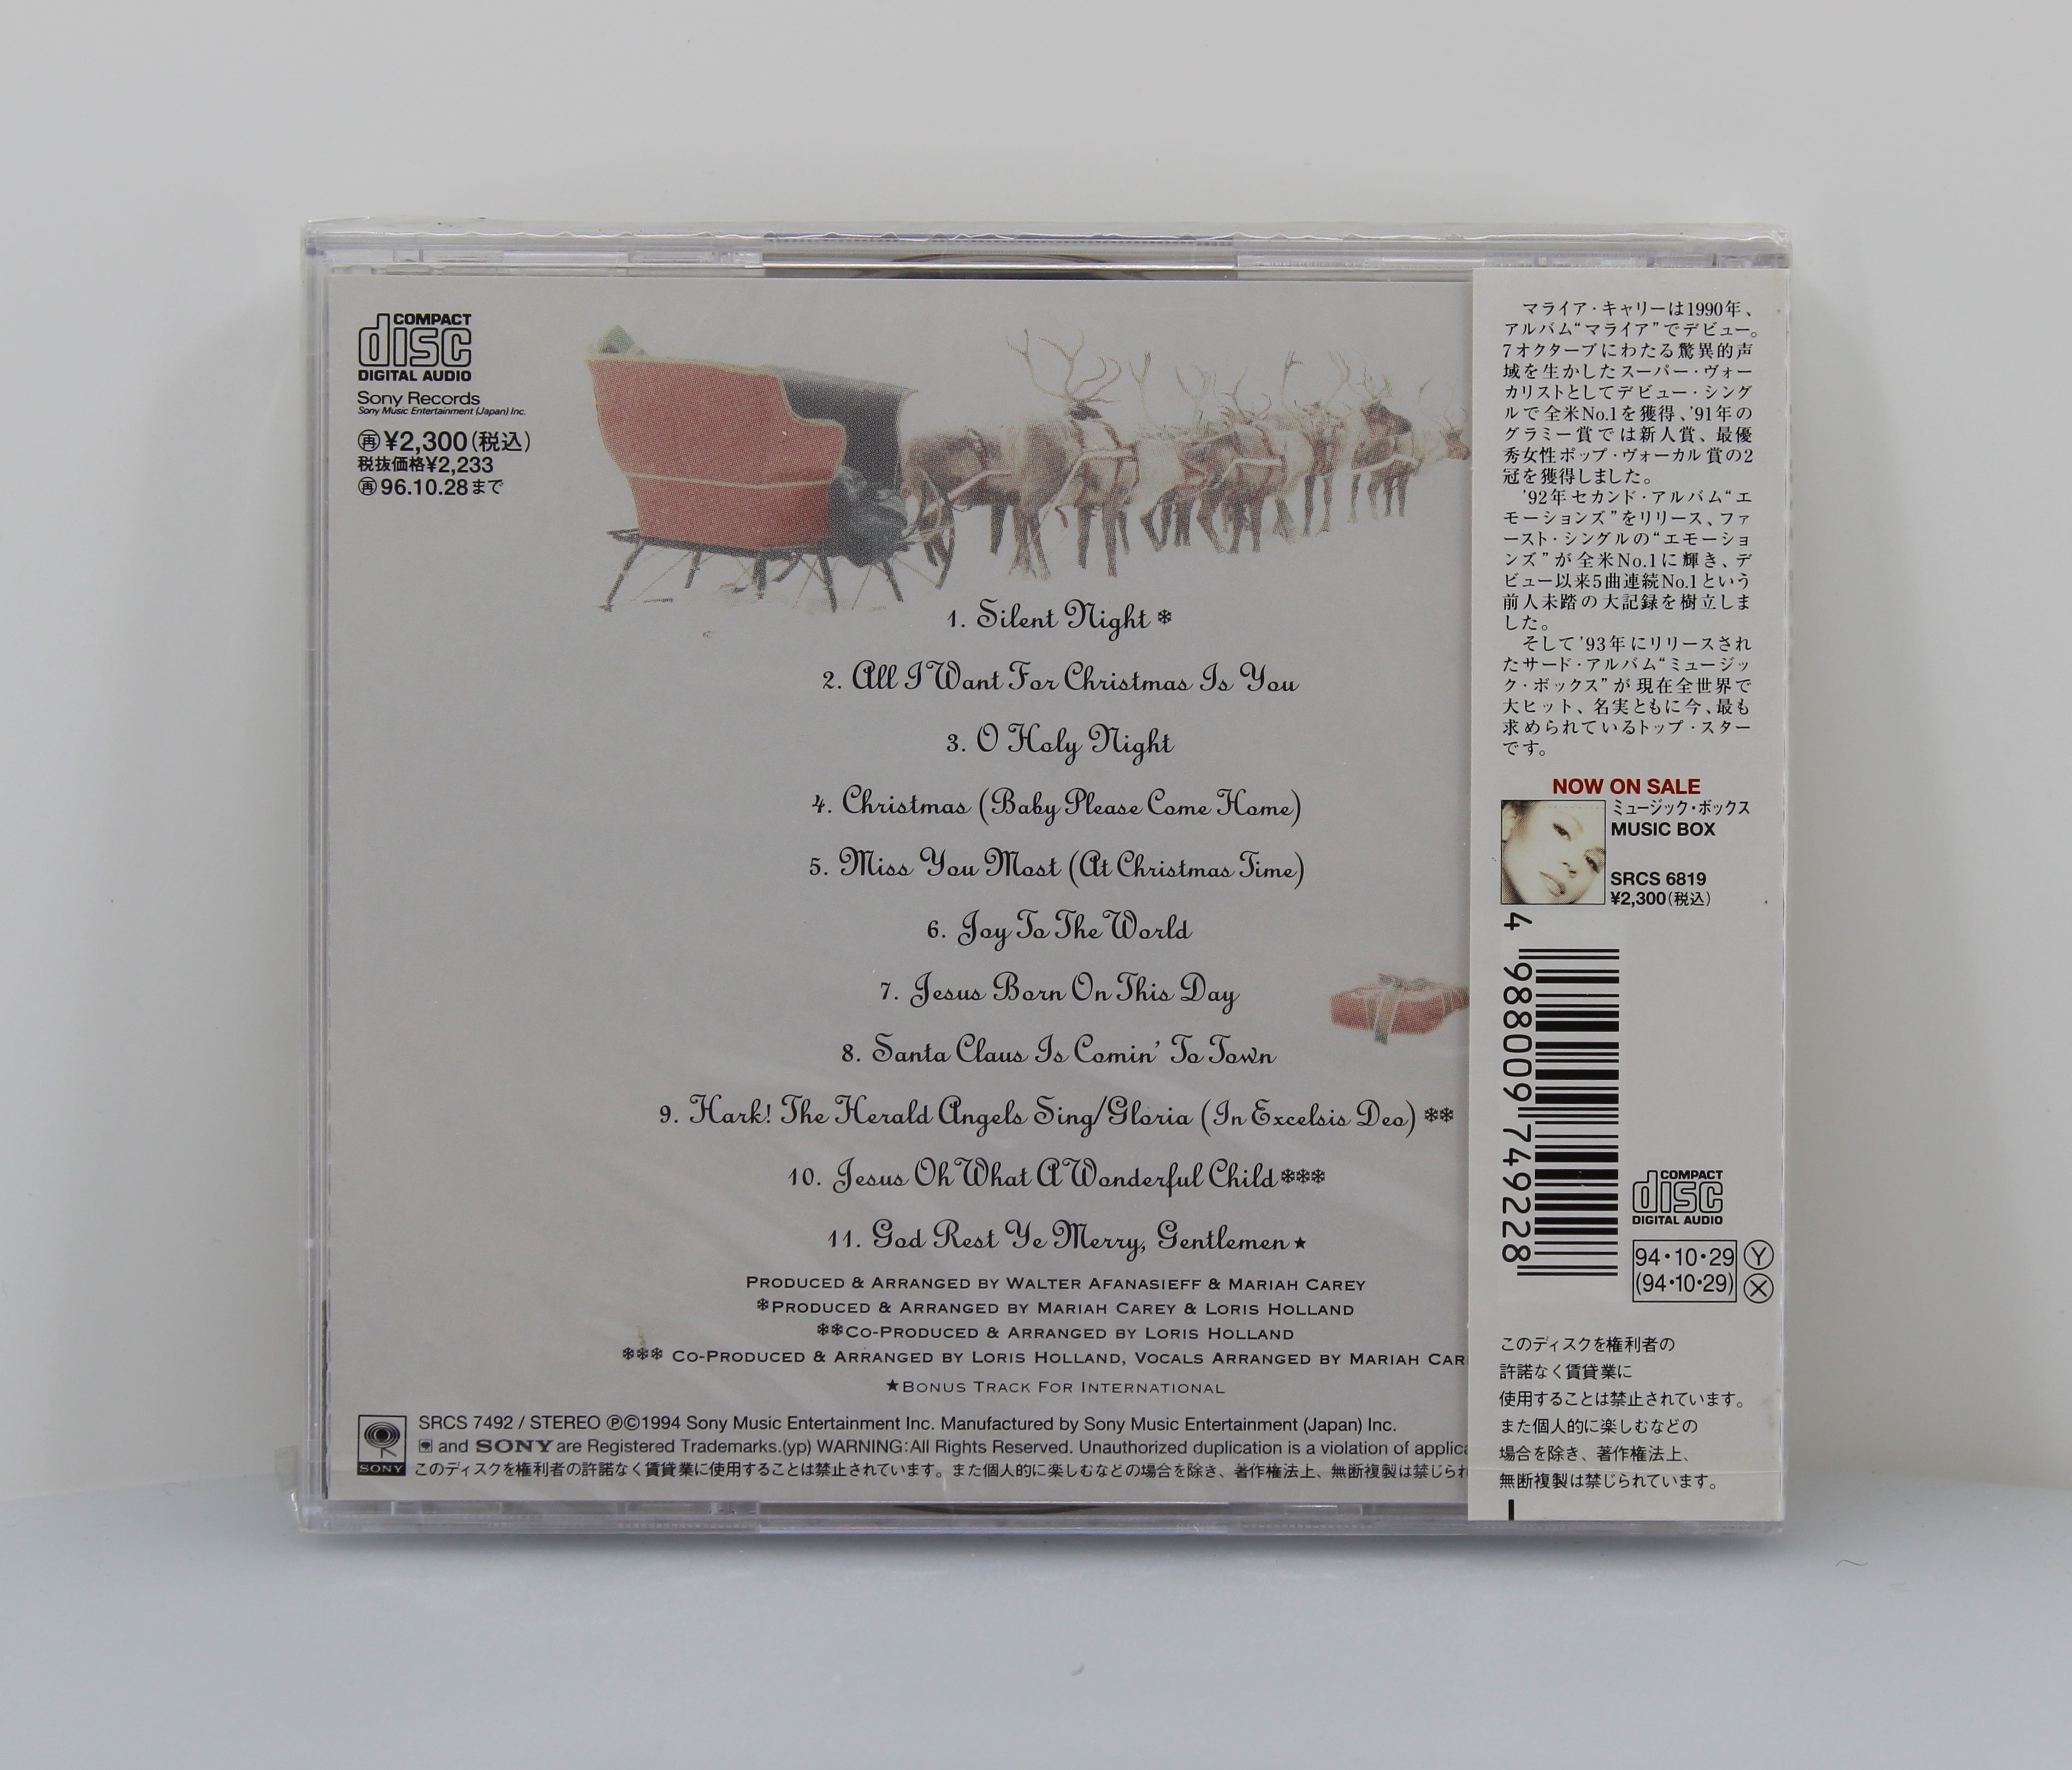 COMPACT
disc
DIGITAL AUDIO
Sony Records
Sony Music Entertainment (Japan) Inc.
㊢¥2,300(税込)
税抜価格¥2,233
96.10.28まで
1. Silent Night ❄
2. All I Want For Christmas Is You
3. O Holy Night
4. Christmas (Baby Please Come Home)
5. Miss You Most (At Christmas Time)
6. Joy To The World
7. Jesus Born On This Day
8. Santa Claus Is Comin' To Town
9. Hark! The Herald Angels Sing/Gloria (In Excelsis Deo) ❄❄
10. Jesus Oh What A Wonderful Child ❄❄❄
11. God Rest Ye Merry, Gentlemen ★
PRODUCED & ARRANGED BY WALTER AFANASIEFF & MARIAH CAREY
❄PRODUCED & ARRANGED BY MARIAH CAREY & LORIS HOLLAND
❄❄CO-PRODUCED & ARRANGED BY LORIS HOLLAND
❄❄❄ CO-PRODUCED & ARRANGED BY LORIS HOLLAND, VOCALS ARRANGED BY MARIAH CAR
★BONUS TRACK FOR INTERNATIONAL
SONY
SRCS 7492 / STEREO ℗©1994 Sony Music Entertainment Inc. Manufactured by Sony Music Entertainment (Japan) Inc.
and SONY are Registered Trademarks.(yp) WARNING:All Rights Reserved. Unauthorized duplication is a violation of applica
このディスクを権利者の許諾なく賃貸業に使用することは禁止されています。また個人的に楽しむなどの場合を除き、著作権法上、無断複製は禁じられ
マライア・キャリーは1990年、
アルバム“マライア”でデビュー。
7オクターブにわたる驚異的声
域を生かしたスーパー・ヴォー
カリストとしてデビュー・シング
ルで全米No.1を獲得、'91年の
グラミー賞では新人賞、最優
秀女性ポップ・ヴォーカル賞の2
冠を獲得しました。
'92年セカンド・アルバム“エ
モーションズ”をリリース、ファ
ースト・シングルの“エモーショ
ンズ”が全米No.1に輝き、デ
ビュー以来5曲連続No.1という
前人未踏の大記録を樹立しま
した。
そして'93年にリリースされ
たサード・アルバム“ミュージッ
ク・ボックス”が現在全世界で
大ヒット、名実ともに今、最も
求められているトップ・スター
です。
NOW ON SALE
ミュージック・ボックス
MUSIC BOX
SRCS 6819
¥2,300(税込)
4 988009 749228
COMPACT
disc
DIGITAL AUDIO
94・10・29 Ⓨ
(94・10・29) Ⓧ
このディスクを権利者の
許諾なく賃貸業に
使用することは禁止されています。
また個人的に楽しむなどの
場合を除き、著作権法上、
無断複製は禁じられています。